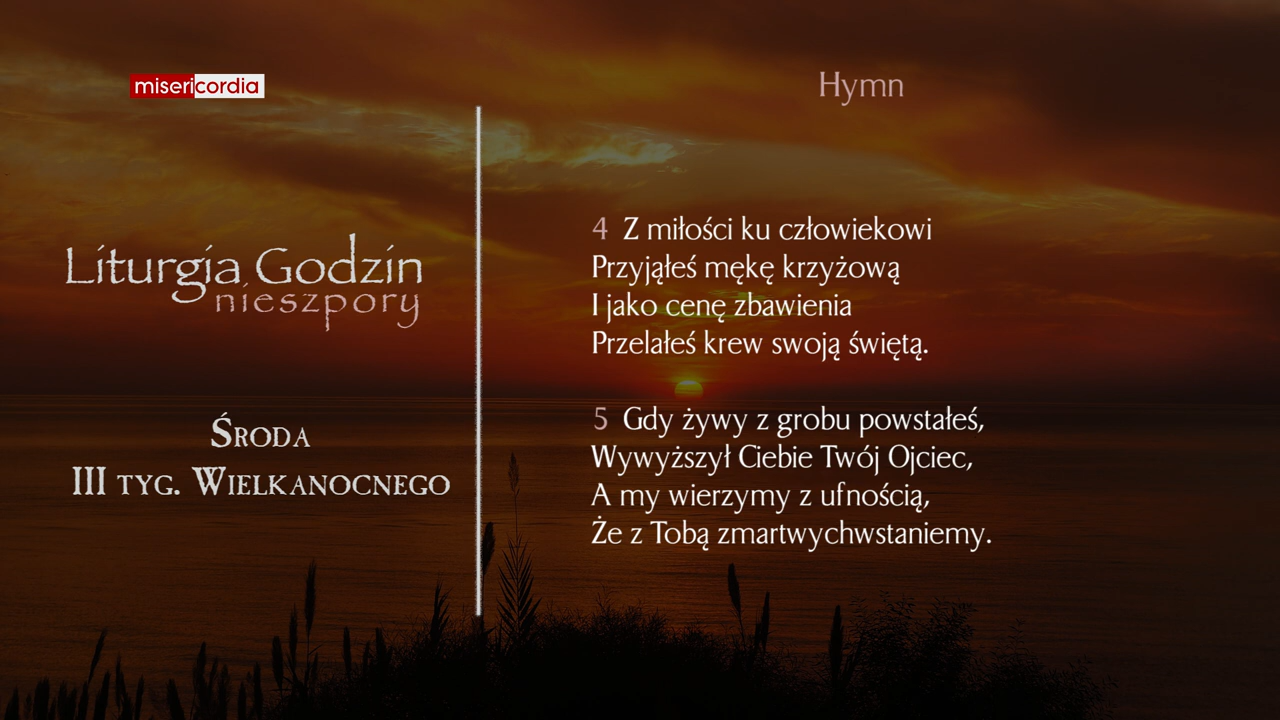 misericordia
Liturgia Godzin
nieszpory
Środa
III tyg. Wielkanocnego
Hymn
4 Z miłości ku człowiekowi
Przyjąłeś mękę krzyżową
I jako cenę zbawienia
Przelałeś krew swoją świętą.
5 Gdy żywy z grobu powstałeś,
Wywyższył Ciebie Twój Ojciec,
A my wierzymy z ufnością,
Że z Tobą zmartwychwstaniemy.